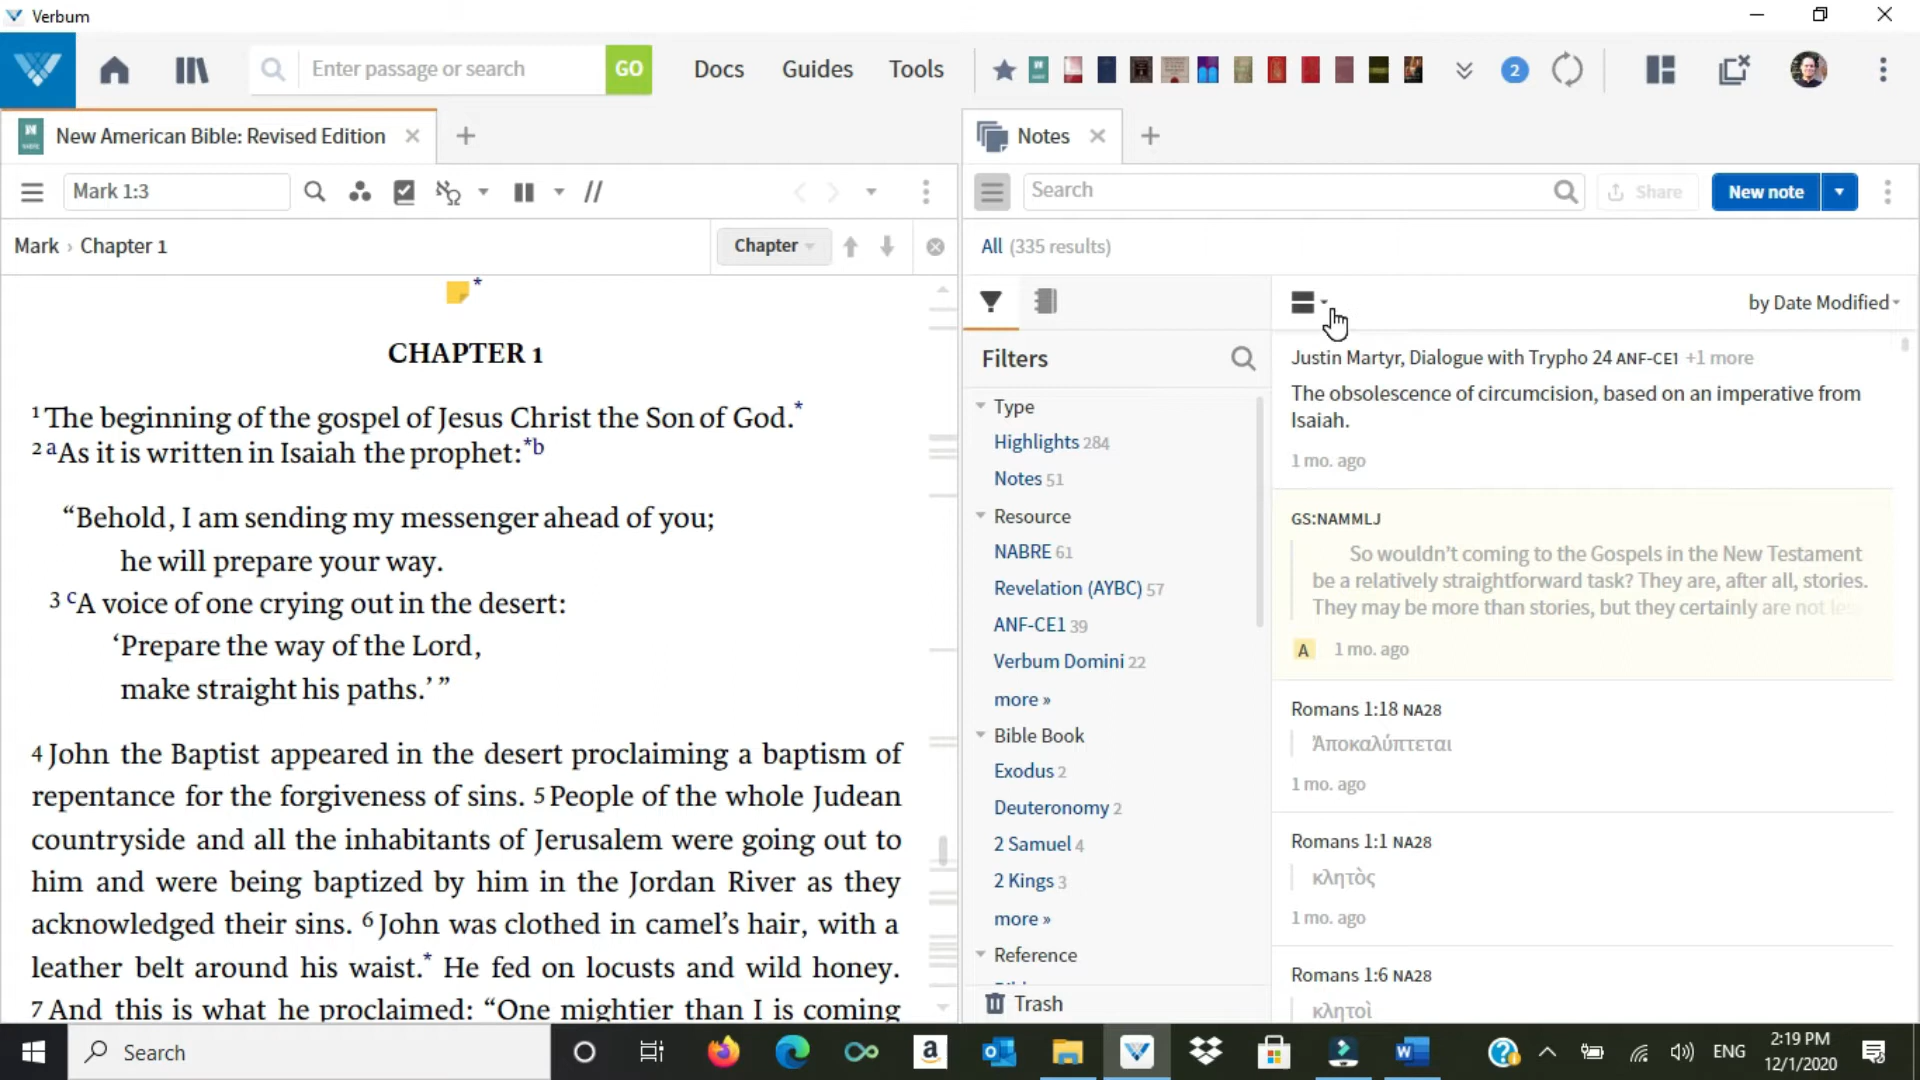 Verbum
Enter passage or search
GO
Docs
Guides
Tools
2
New American Bible: Revised Edition
Mark 1:3
Mark › Chapter 1
Chapter
*
CHAPTER 1
1 The beginning of the gospel of Jesus Christ the Son of God.*
2 a As it is written in Isaiah the prophet:*b
“Behold, I am sending my messenger ahead of you;
he will prepare your way.
3 c A voice of one crying out in the desert:
‘Prepare the way of the Lord,
make straight his paths.’ ”
4 John the Baptist appeared in the desert proclaiming a baptism of
repentance for the forgiveness of sins. 5 People of the whole Judean
countryside and all the inhabitants of Jerusalem were going out to
him and were being baptized by him in the Jordan River as they
acknowledged their sins. 6 John was clothed in camel’s hair, with a
leather belt around his waist.* He fed on locusts and wild honey.
7 And this is what he proclaimed: “One mightier than I is coming
Notes
Search
Share
New note
All (335 results)
by Date Modified
Filters
Type
Highlights 284
Notes 51
Resource
NABRE 61
Revelation (AYBC) 57
ANF-CE1 39
Verbum Domini 22
more »
Bible Book
Exodus 2
Deuteronomy 2
2 Samuel 4
2 Kings 3
more »
Reference
Trash
Justin Martyr, Dialogue with Trypho 24 ANF-CE1 +1 more
The obsolescence of circumcision, based on an imperative from
Isaiah.
1 mo. ago
GS:NAMMLJ
So wouldn’t coming to the Gospels in the New Testament
be a relatively straightforward task? They are, after all, stories.
They may be more than stories, but they certainly are not
A 1 mo. ago
Romans 1:18 NA28
Ἀποκαλύπτεται
1 mo. ago
Romans 1:1 NA28
κλητὸς
1 mo. ago
Romans 1:6 NA28
κλητοὶ
Search
ENG
2:19 PM
12/1/2020